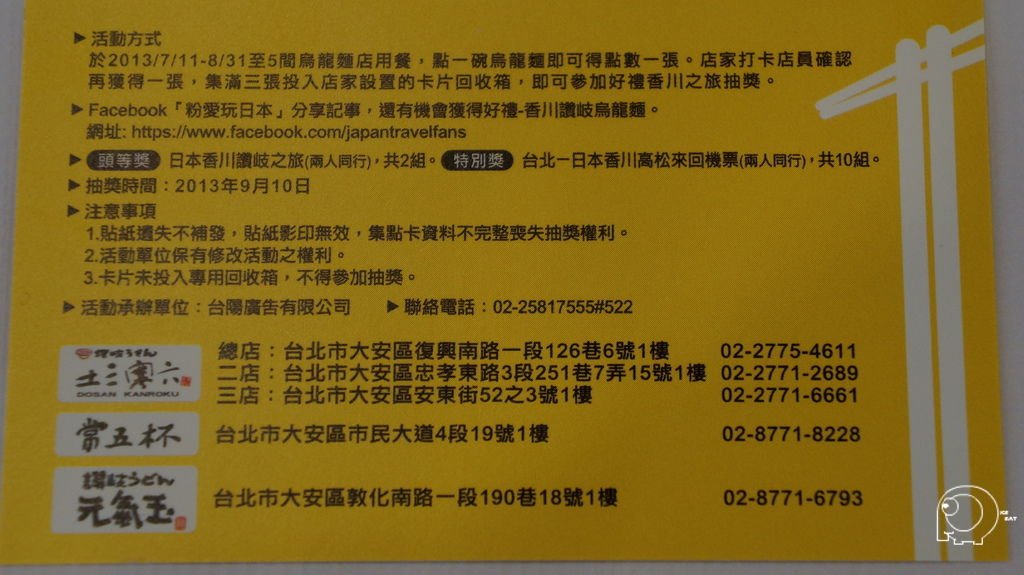 ▶活動方式
於2013/7/11-8/31至5間烏龍麵店用餐，點一碗烏龍麵即可得點數一張。店家打卡店員確認
再獲得一張，集滿三張投入店家設置的卡片回收箱，即可參加好禮香川之旅抽獎。
▶Facebook「粉愛玩日本」分享記事，還有機會獲得好禮-香川讚岐烏龍麵。
網址: https://www.facebook.com/japantravelfans
▶頭等獎 日本香川讚岐之旅(兩人同行)，共2組。特別獎 台北－日本香川高松來回機票(兩人同行)，共10組。
▶抽獎時間：2013年9月10日
▶注意事項
1.貼紙遺失不補發，貼紙影印無效，集點卡資料不完整喪失抽獎權利。
2.活動單位保有修改活動之權利。
3.卡片未投入專用回收箱，不得參加抽獎。
▶活動承辦單位：台陽廣告有限公司 ▶聯絡電話：02-25817555#522
讃岐うどん
土三寒六
DOSAN KANROKU
總店：台北市大安區復興南路一段126巷6號1樓 02-2775-4611
二店：台北市大安區忠孝東路3段251巷7弄15號1樓 02-2771-2689
三店：台北市大安區安東街52之3號1樓 02-2771-6661
常五杯 台北市大安區市民大道4段19號1樓 02-8771-8228
讃岐うどん
元氣玉 台北市大安區敦化南路一段190巷18號1樓 02-8771-6793